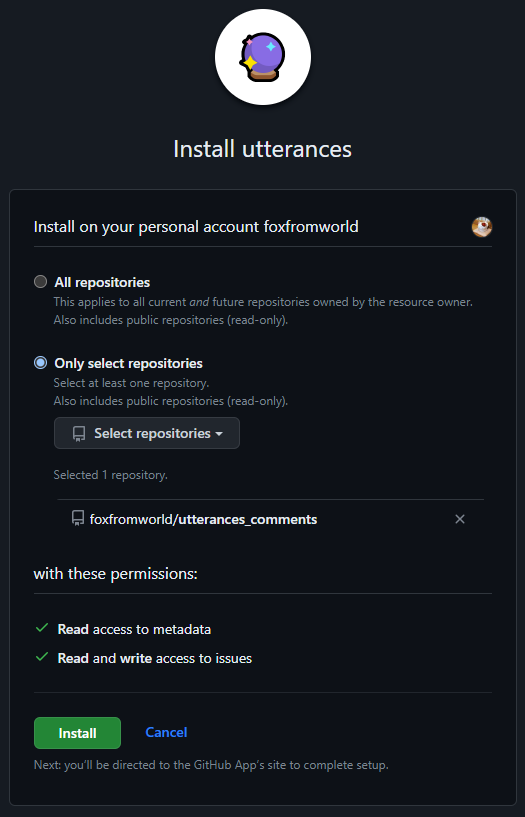 Install utterances
Install on your personal account foxfromworld
All repositories
This applies to all current and future repositories owned by the resource owner.
Also includes public repositories (read-only).
Only select repositories
Select at least one repository.
Also includes public repositories (read-only).
Select repositories
Selected 1 repository.
foxfromworld/utterances_comments
with these permissions:
Read access to metadata
Read and write access to issues
Install Cancel
Next: you'll be directed to the GitHub App's site to complete setup.